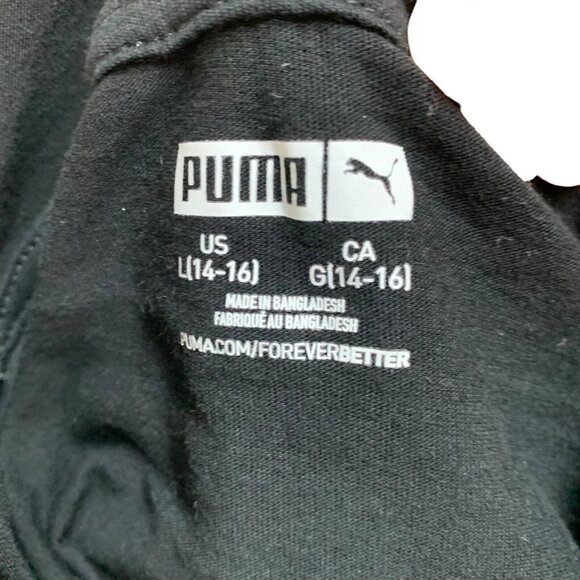 PUMA
US CA
L(14-16) G(14-16)
MADE IN BANGLADESH
FABRIQUÉ AU BANGLADESH
PUMA.COM/FOREVERBETTER